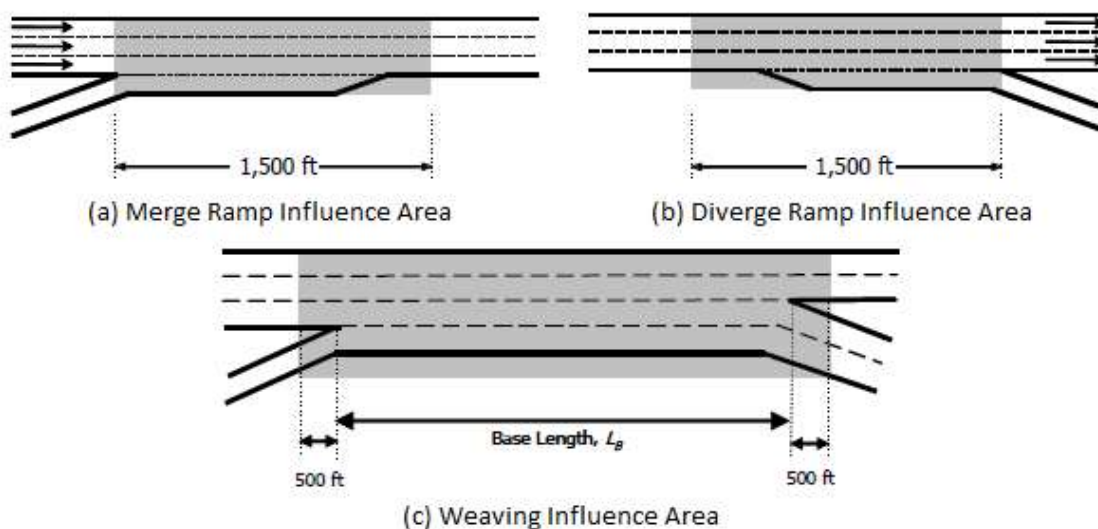 1,500 ft
1,500 ft
(a) Merge Ramp Influence Area
(b) Diverge Ramp Influence Area
Base Length, L_B
500 ft
500 ft
(c) Weaving Influence Area